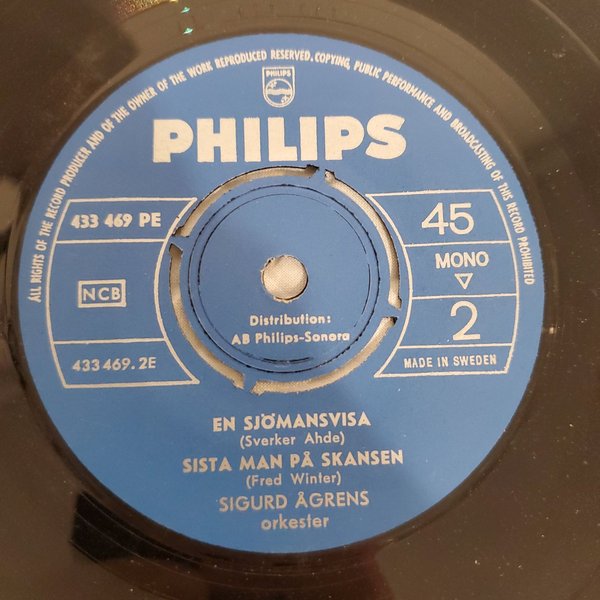 ALL RIGHTS OF THE RECORD PRODUCER AND OF THE OWNER OF THE WORK REPRODUCED RESERVED. COPYING, PUBLIC PERFORMANCE AND BROADCASTING OF THIS RECORD PROHIBITED
PHILIPS
PHILIPS
433 469 PE
45
NCB
MONO
2
433 469.2E
MADE IN SWEDEN
Distribution:
AB Philips-Sonora
EN SJÖMANSVISA
(Sverker Ahde)
SISTA MAN PÅ SKANSEN
(Fred Winter)
SIGURD ÅGRENS
orkester